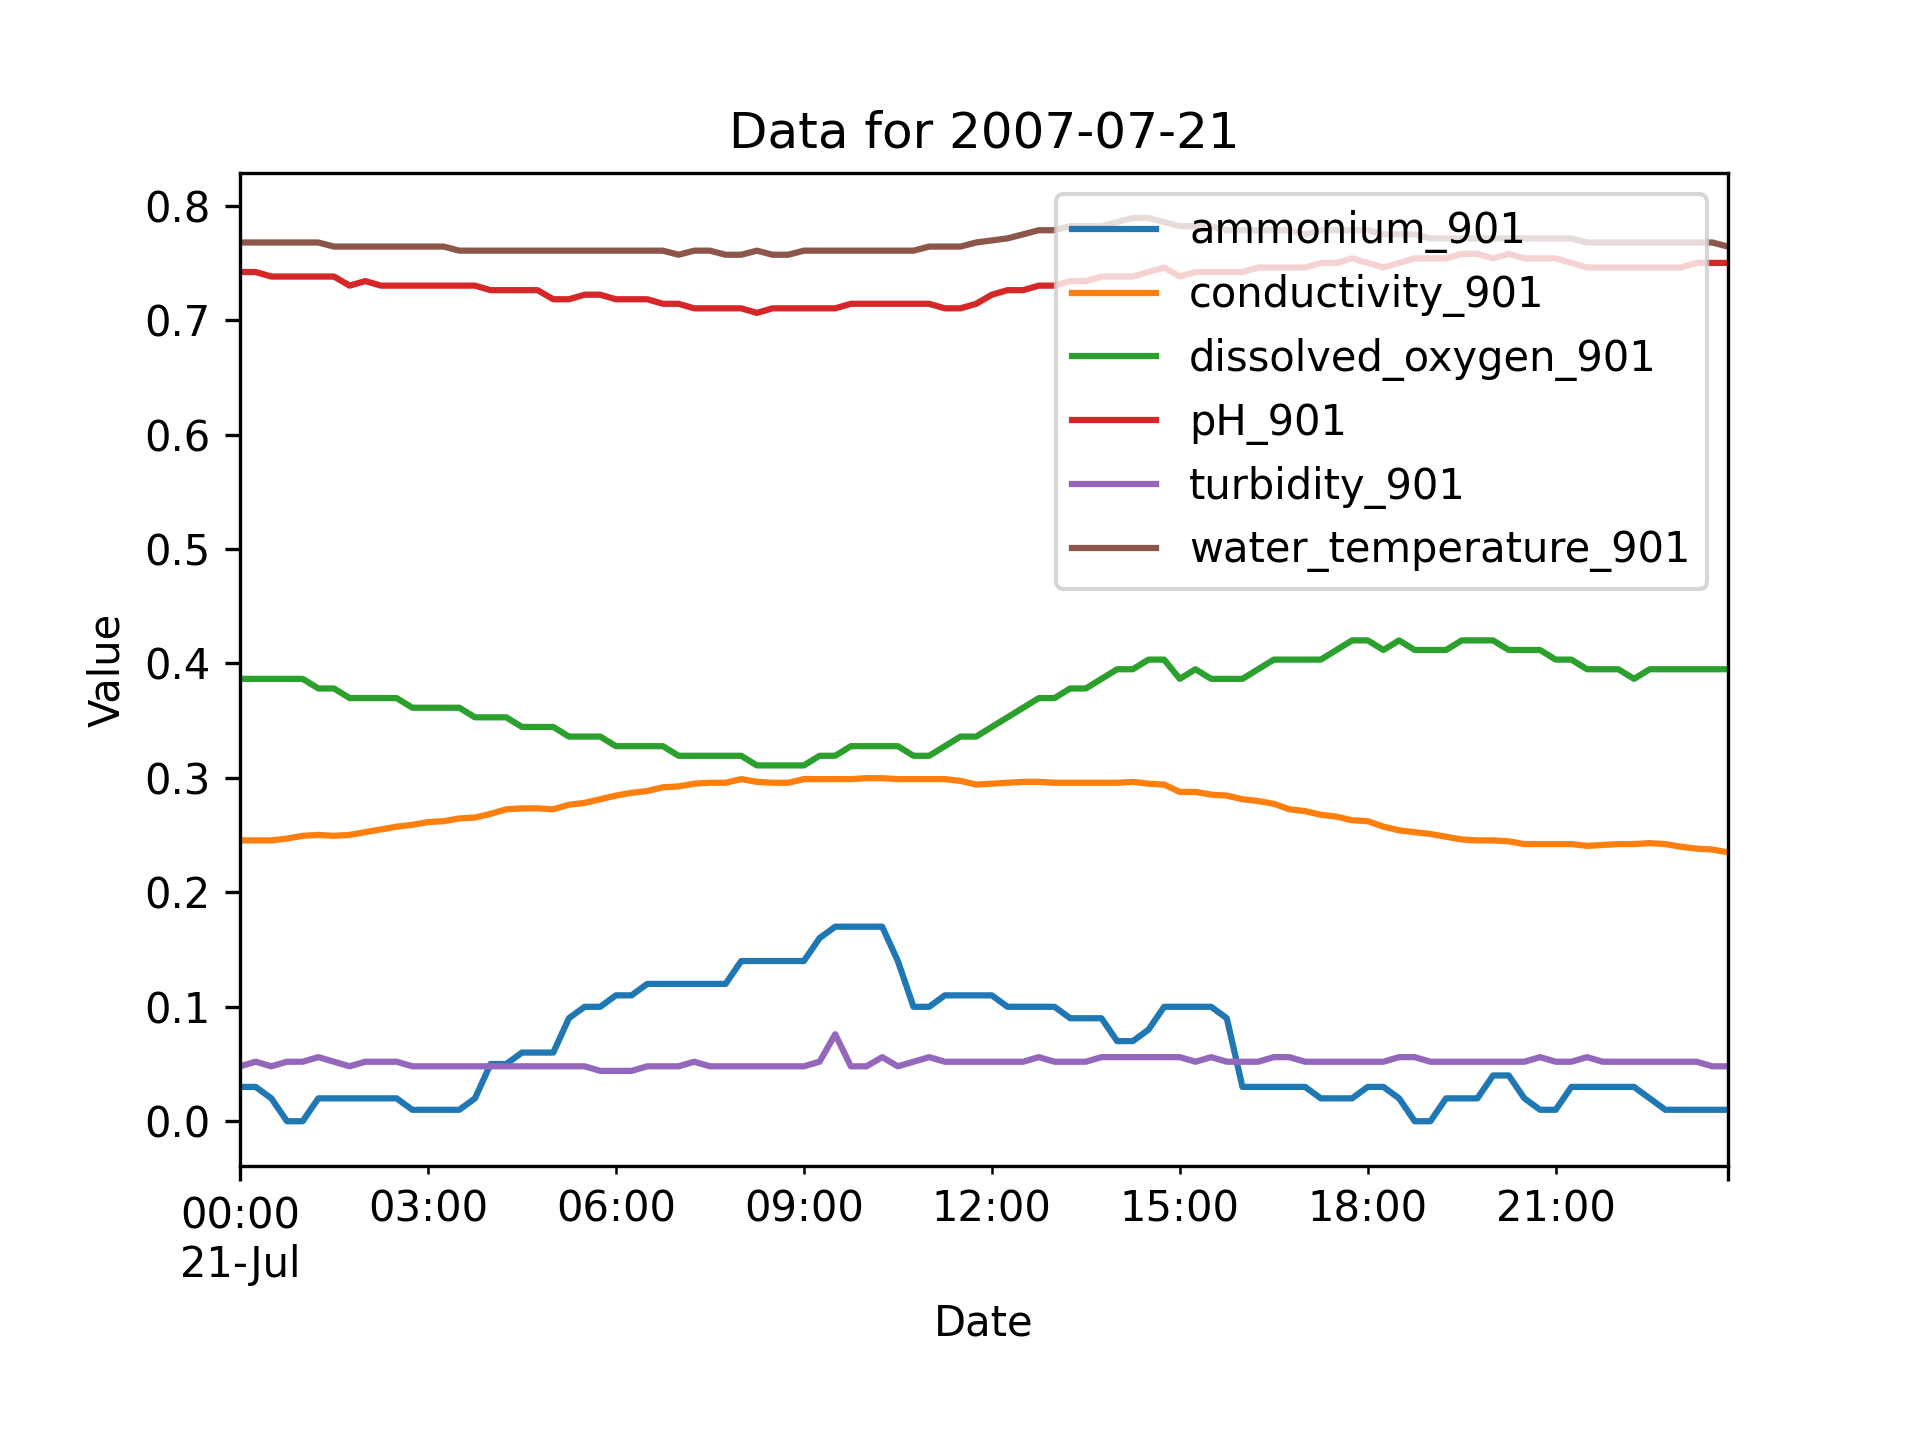 Data for 2007-07-21
0.8
0.7
0.6
0.5
0.4
0.3
0.2
0.1
0.0
Value
ammonium_901
conductivity_901
dissolved_oxygen_901
pH_901
turbidity_901
water_temperature_901
00:00 03:00 06:00 09:00 12:00 15:00 18:00 21:00
21-Jul
Date